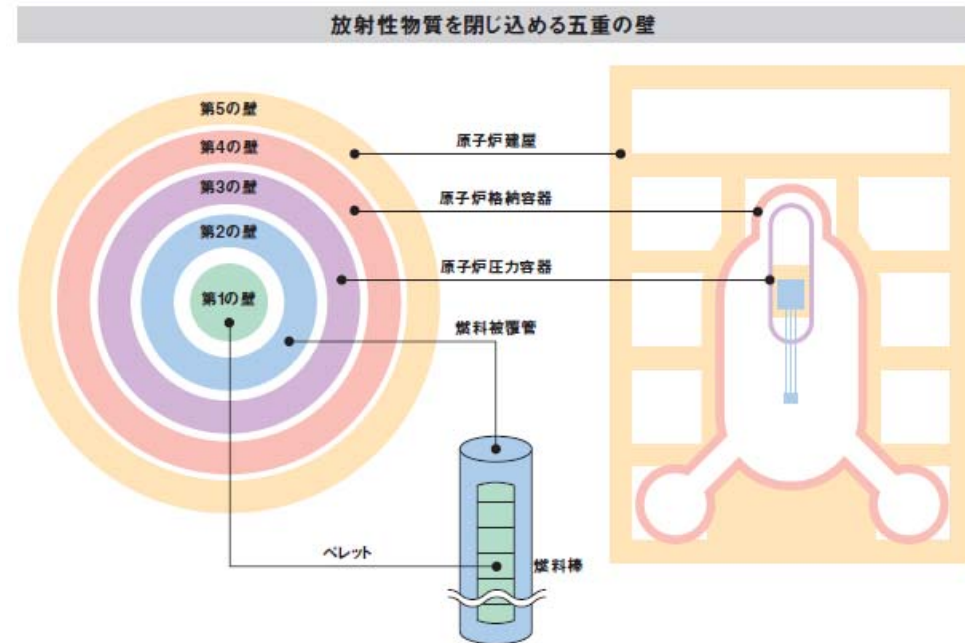 放射性物質を閉じ込める五重の壁
第5の壁
第4の壁
第3の壁
第2の壁
第1の壁
原子炉建屋
原子炉格納容器
原子炉圧力容器
燃料被覆管
ペレット
燃料棒